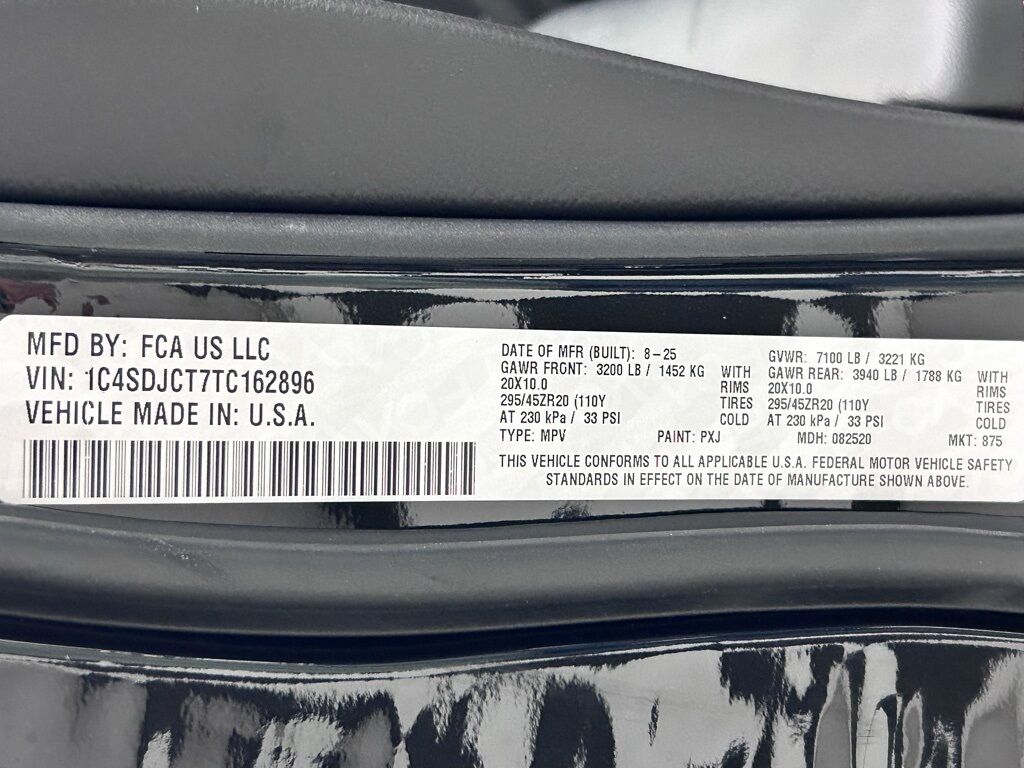 MFD BY: FCA US LLC
VIN: 1C4SDJCT7TC162896
VEHICLE MADE IN: U.S.A.
DATE OF MFR (BUILT): 8-25
GVWR: 7100 LB / 3221 KG
GAWR FRONT: 3200 LB / 1452 KG WITH
20X10.0 RIMS
295/45ZR20 (110Y TIRES
AT 230 kPa / 33 PSI COLD
GAWR REAR: 3940 LB / 1788 KG WITH
20X10.0 RIMS
295/45ZR20 (110Y TIRES
AT 230 kPa / 33 PSI COLD
TYPE: MPV PAINT: PXJ MDH: 082520 MKT: 875
THIS VEHICLE CONFORMS TO ALL APPLICABLE U.S.A. FEDERAL MOTOR VEHICLE SAFETY
STANDARDS IN EFFECT ON THE DATE OF MANUFACTURE SHOWN ABOVE.